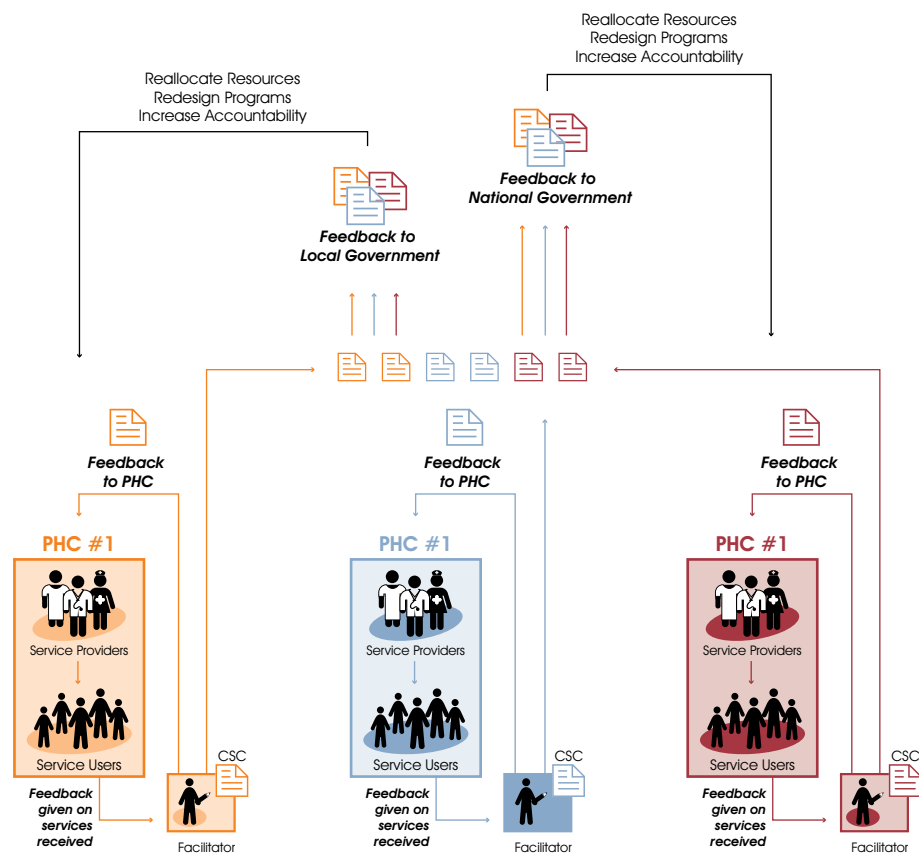 Reallocate Resources
Redesign Programs
Increase Accountability
Reallocate Resources
Redesign Programs
Increase Accountability
Feedback to
National Government
Feedback to
Local Government
Feedback
to PHC
Feedback
to PHC
Feedback
to PHC
PHC #1
PHC #1
PHC #1
Service Providers
Service Providers
Service Providers
Service Users
Service Users
Service Users
CSC
CSC
CSC
Feedback
given on
services
received
Feedback
given on
services
received
Feedback
given on
services
received
Facilitator
Facilitator
Facilitator